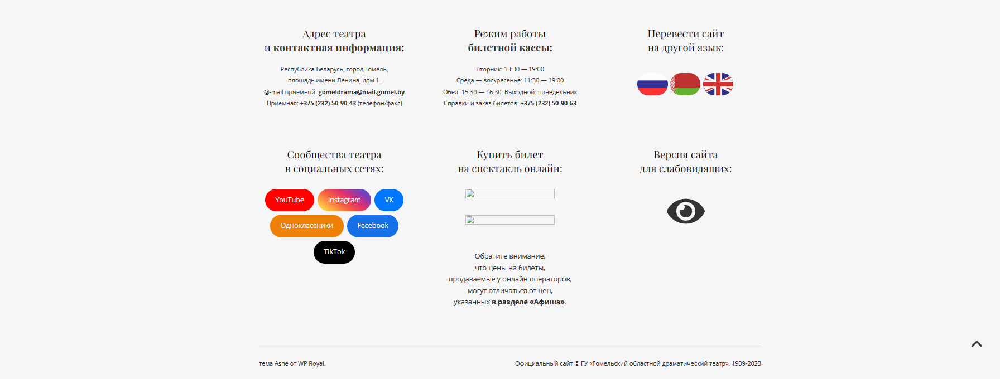 Адрес театра
и контактная информация:
Республика Беларусь, город Гомель,
площадь имени Ленина, дом 1.
@-mail приёмной: gomeldrama@mail.gomel.by
Приёмная: +375 (232) 50-90-43 (телефон/факс)
Режим работы
билетной кассы:
Вторник: 13:30 — 19:00
Среда — воскресенье: 11:30 — 19:00
Обед: 15:30 — 16:30. Выходной: понедельник
Справки и заказ билетов: +375 (232) 50-90-63
Перевести сайт
на другой язык:
Сообщества театра
в социальных сетях:
YouTube
Instagram
VK
Одноклассники
Facebook
TikTok
Купить билет
на спектакль онлайн:
Обратите внимание,
что цены на билеты,
продаваемые у онлайн операторов,
могут отличаться от цен,
указанных в разделе «Афиша».
Версия сайта
для слабовидящих:
тема Ashe от WP Royal.
Официальный сайт © ГУ «Гомельский областной драматический театр», 1939-2023